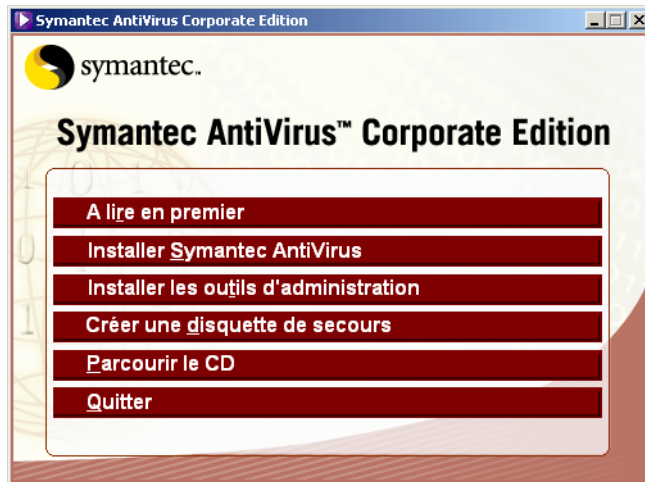 Symantec AntiVirus Corporate Edition
symantec.™
Symantec AntiVirus™ Corporate Edition
A lire en premier
Installer Symantec AntiVirus
Installer les outils d'administration
Créer une disquette de secours
Parcourir le CD
Quitter